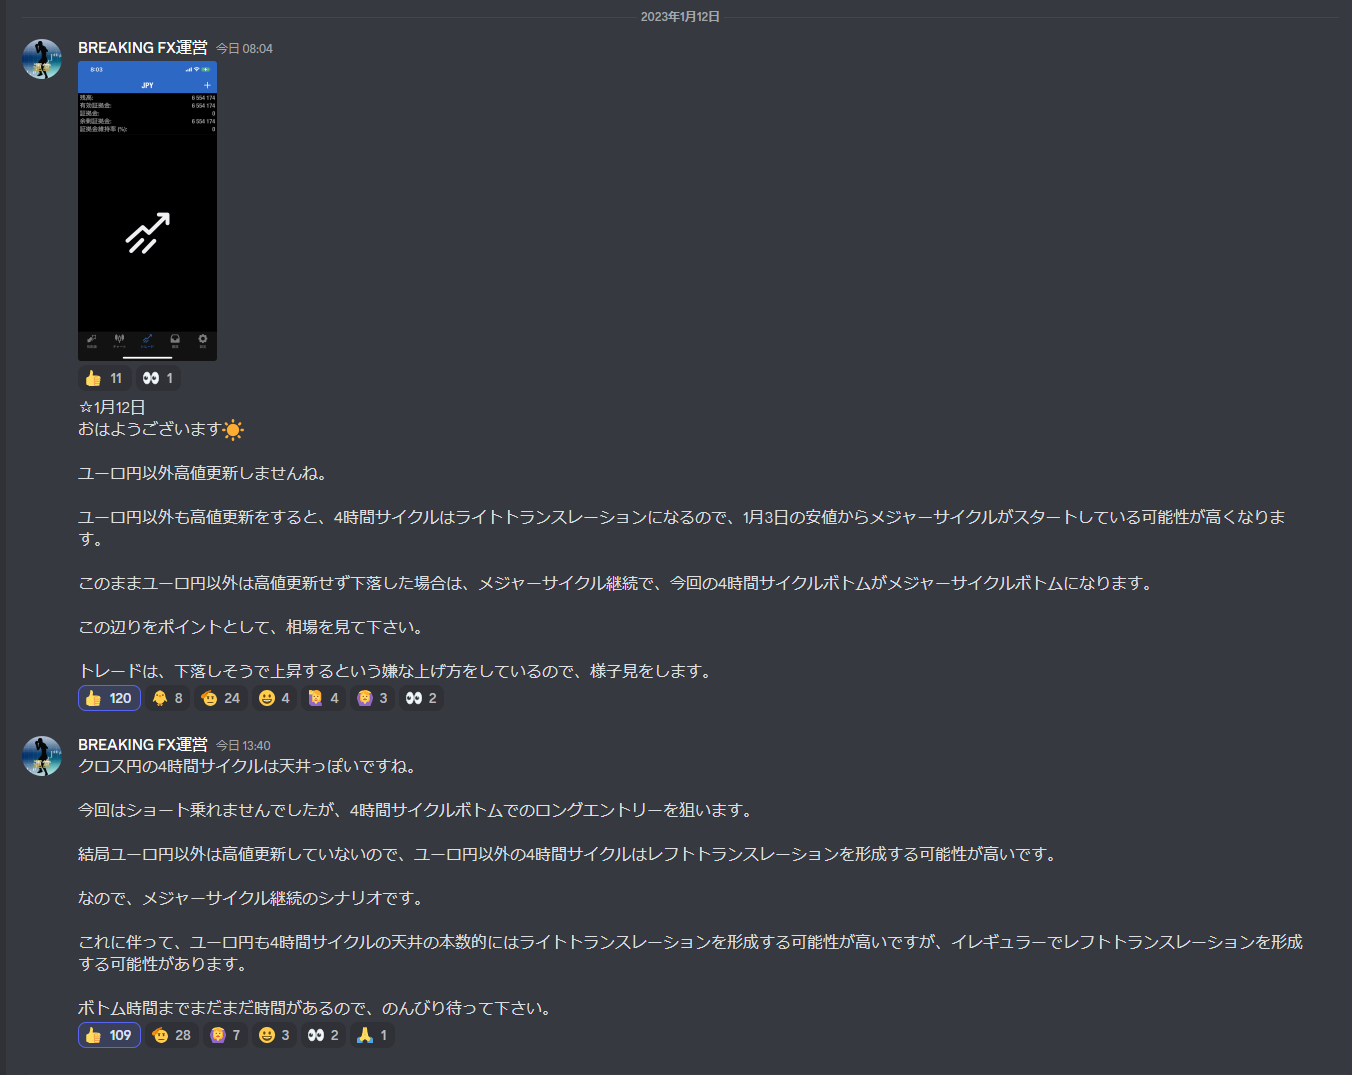 2023年1月12日
BREAKING FX運営 今日 08:04
8:03
JPY
+
残高: 6 554 174
有効証拠金: 6 554 174
証拠金: 0
余剰証拠金: 6 554 174
証拠金維持率 (%): 0
11 1
☆1月12日
おはようございます
ユーロ円以外高値更新しませんね。
ユーロ円以外も高値更新をすると、4時間サイクルはライトトランスレーションになるので、1月3日の安値からメジャーサイクルがスタートしている可能性が高くなりま
す。
このままユーロ円以外は高値更新せず下落した場合は、メジャーサイクル継続で、今回の4時間サイクルボトムがメジャーサイクルボトムになります。
この辺りをポイントとして、相場を見て下さい。
トレードは、下落しそうで上昇するという嫌な上げ方をしているので、様子見をします。
120 8 24 4 4 3 2
BREAKING FX運営 今日 13:40
クロス円の4時間サイクルは天井っぽいですね。
今回はショート乗れませんでしたが、4時間サイクルボトムでのロングエントリーを狙います。
結局ユーロ円以外は高値更新していないので、ユーロ円以外の4時間サイクルはレフトトランスレーションを形成する可能性が高いです。
なので、メジャーサイクル継続のシナリオです。
これに伴って、ユーロ円も4時間サイクルの天井の本数的にはライトトランスレーションを形成する可能性が高いですが、イレギュラーでレフトトランスレーションを形成
する可能性があります。
ボトム時間までまだまだ時間があるので、のんびり待って下さい。
109 28 7 3 2 1